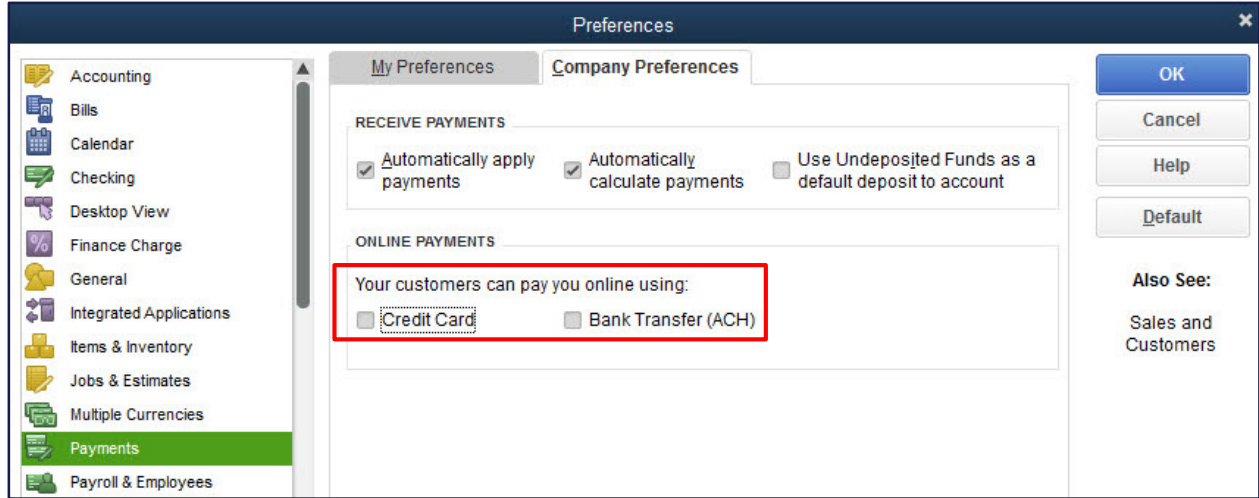 Preferences
Accounting
Bills
Calendar
Checking
Desktop View
Finance Charge
General
Integrated Applications
Items & Inventory
Jobs & Estimates
Multiple Currencies
Payments
Payroll & Employees
My Preferences
Company Preferences
RECEIVE PAYMENTS
Automatically apply
payments
Automatically
calculate payments
Use Undeposited Funds as a
default deposit to account
ONLINE PAYMENTS
Your customers can pay you online using:
Credit Card
Bank Transfer (ACH)
OK
Cancel
Help
Default
Also See:
Sales and
Customers